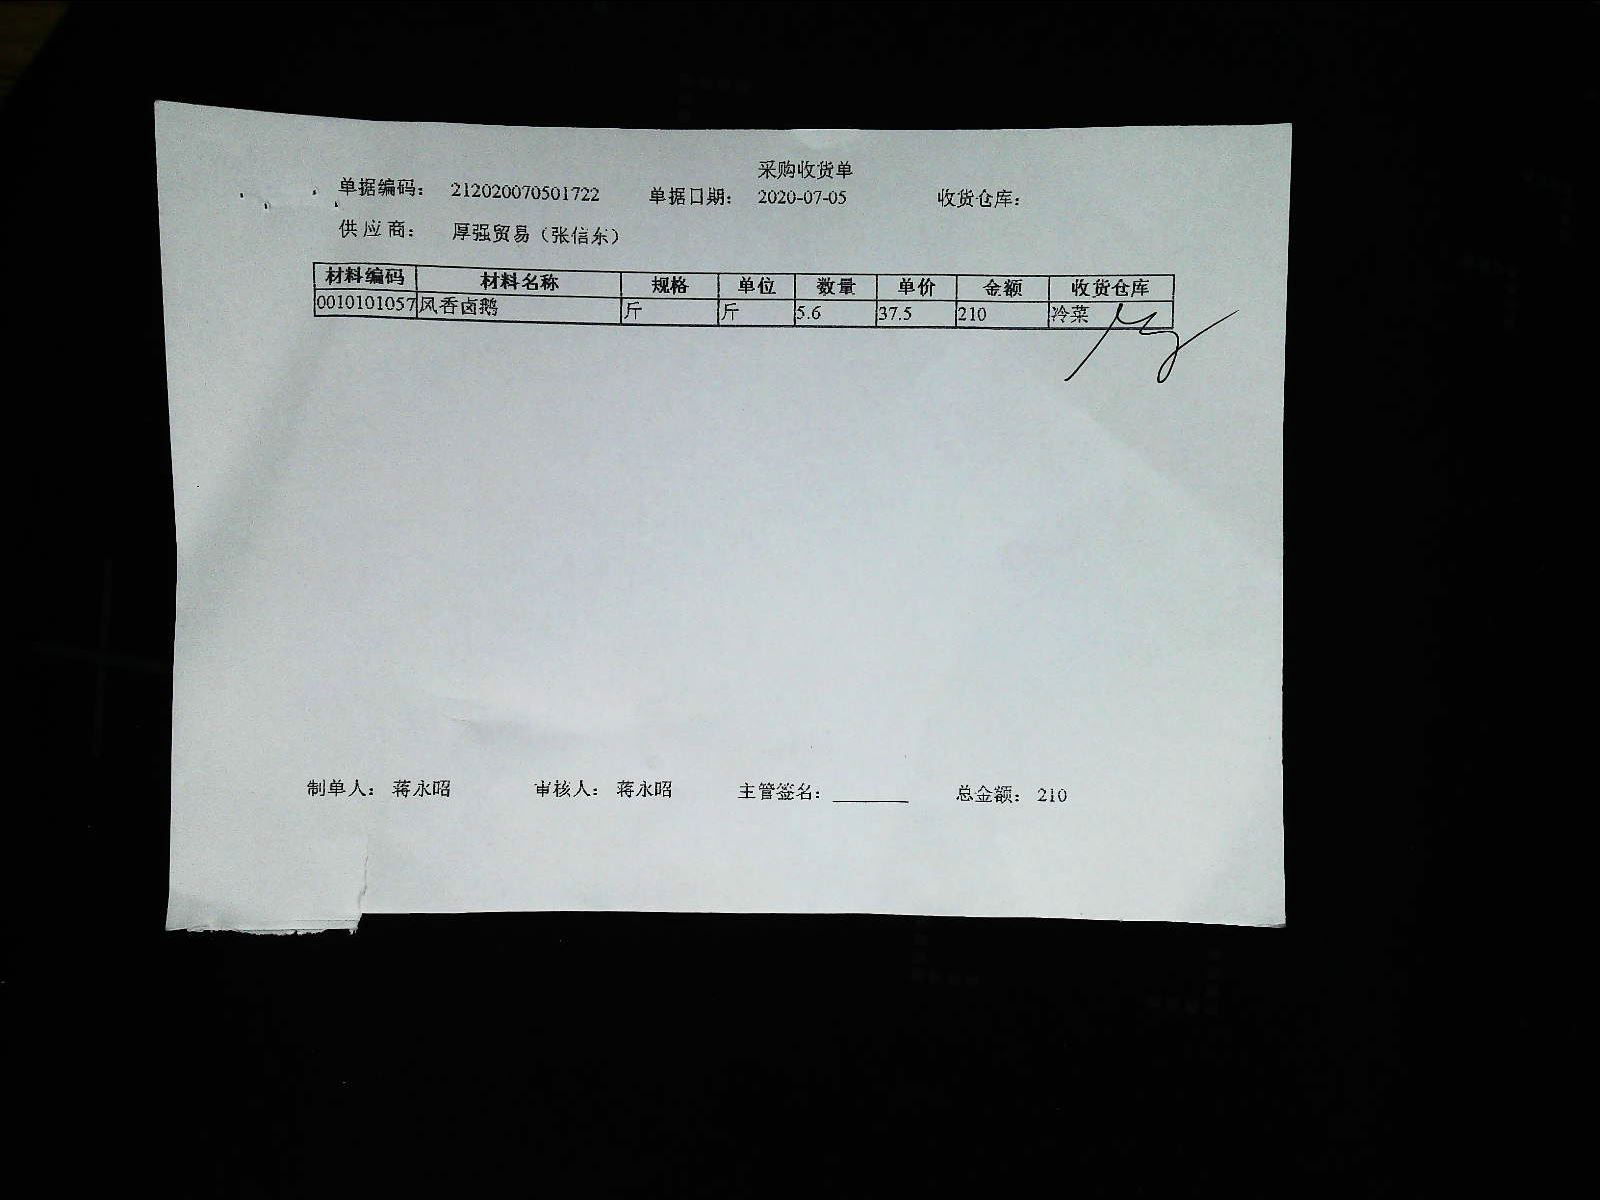 采购收货单
单据编码： 212020070501722 单据日期： 2020-07-05 收货仓库：
供 应 商： 厚强贸易（张信东）
材料编码 材料名称 规格 单位 数量 单价 金额 收货仓库
0010101057 风香卤鹅 斤 斤 5.6 37.5 210 冷菜
制单人： 蒋永昭 审核人： 蒋永昭 主管签名： 总金额： 210